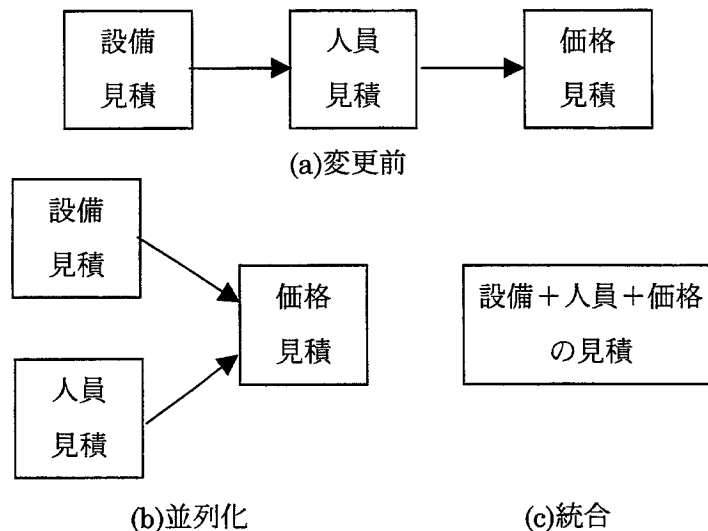 設備
見積
人員
見積
価格
見積
(a)変更前
設備
見積
人員
見積
価格
見積
(b)並列化
設備＋人員＋価格
の見積
(c)統合